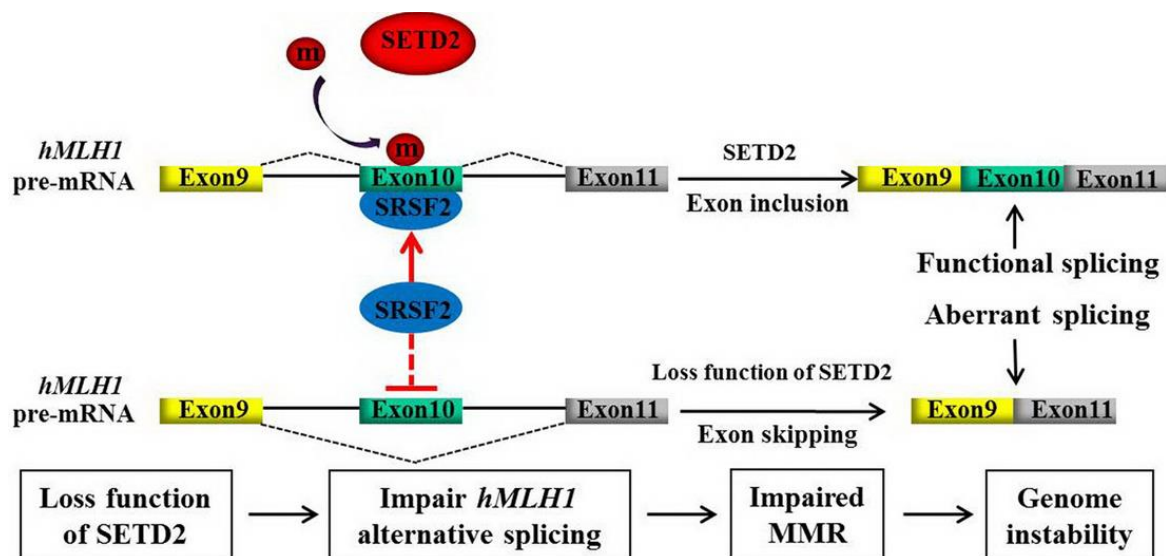 SETD2
m
m
hMLH1
pre-mRNA
Exon9
Exon10
Exon11
SRSF2
SETD2
Exon inclusion
Exon9
Exon10
Exon11
Functional splicing
SRSF2
Aberrant splicing
hMLH1
pre-mRNA
Exon9
Exon10
Exon11
Loss function of SETD2
Exon skipping
Exon9
Exon11
Loss function
of SETD2
Impair hMLH1
alternative splicing
Impaired
MMR
Genome
instability